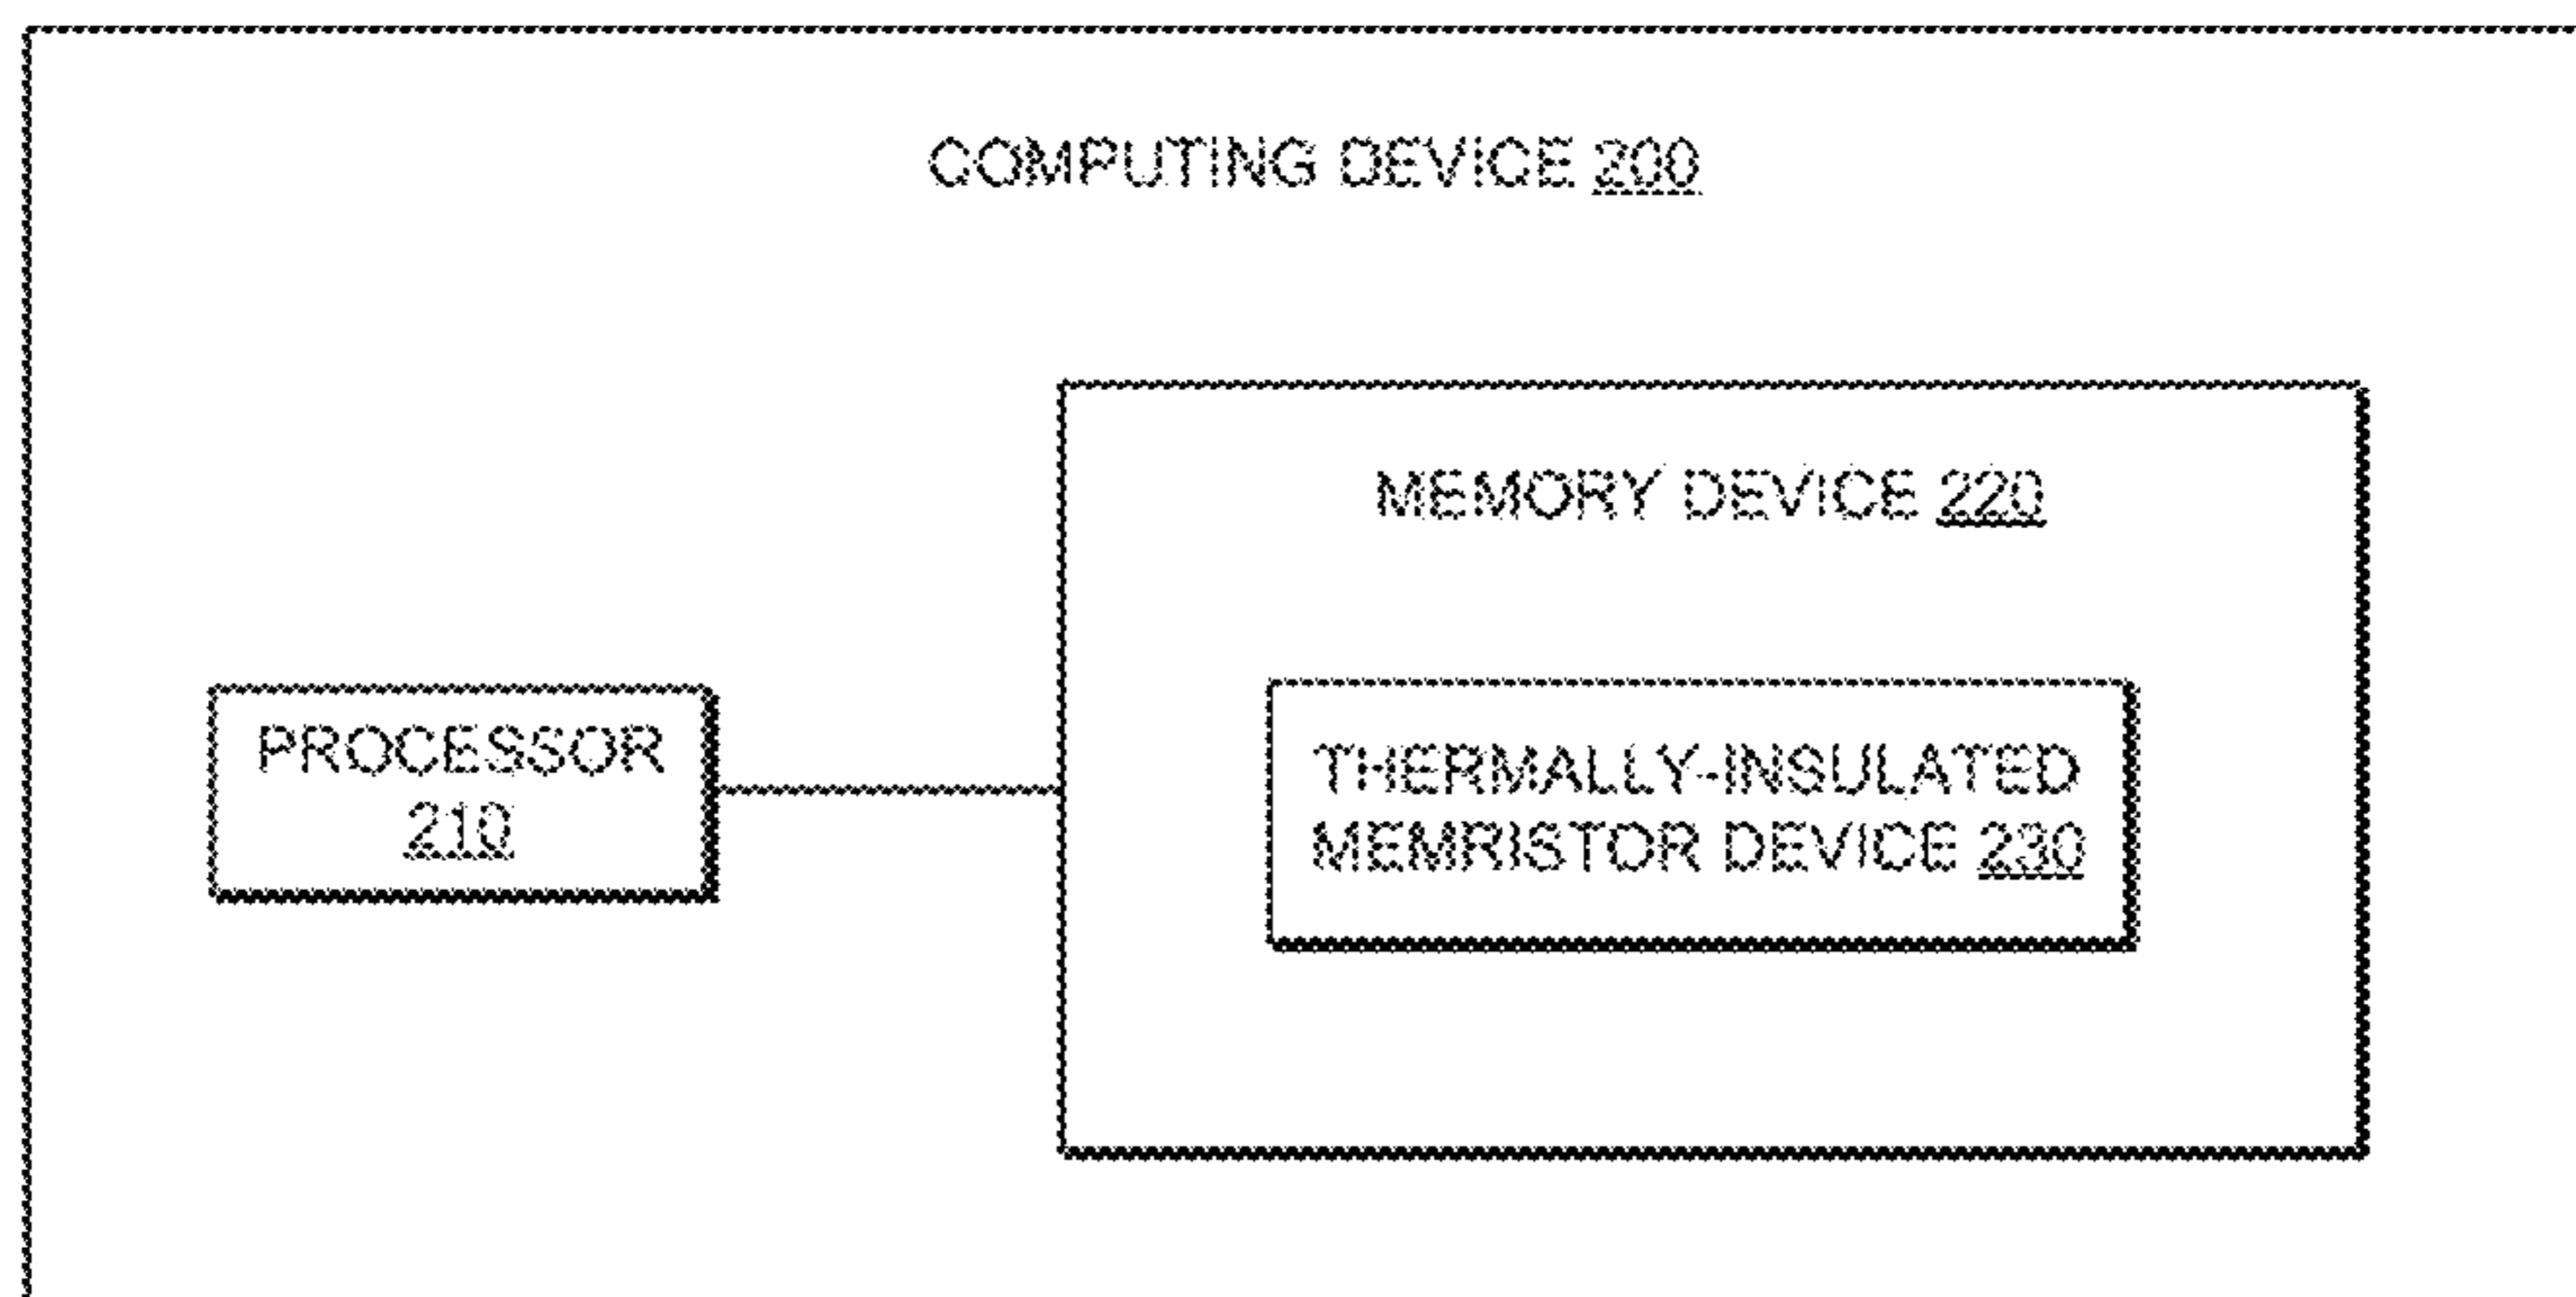 COMPUTING DEVICE 200
MEMORY DEVICE 220
PROCESSOR
210
THERMALLY-INSULATED
MEMRISTOR DEVICE 230